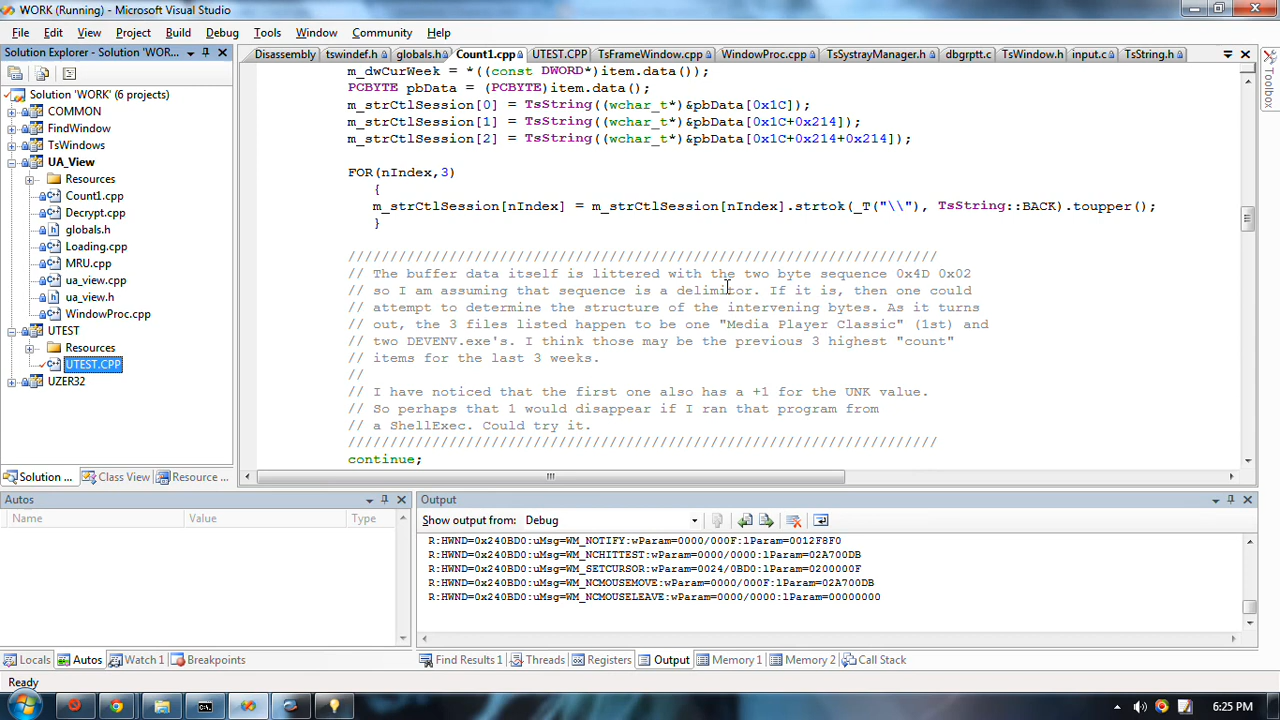 WORK (Running) - Microsoft Visual Studio
File Edit View Project Build Debug Tools Window Community Help
Solution Explorer - Solution 'WOR...
Disassembly tswindef.h globals.h Count1.cpp UTEST.CPP TsFrameWindow.cpp WindowProc.cpp TsSystrayManager.h dbgrptt.c TsWindow.h input.c TsString.h
Toolbox
Solution 'WORK' (6 projects)
COMMON
FindWindow
TsWindows
UA_View
Resources
Count1.cpp
Decrypt.cpp
globals.h
Loading.cpp
MRU.cpp
ua_view.cpp
ua_view.h
WindowProc.cpp
UTEST
Resources
UTEST.CPP
UZER32
Solution ... Class View Resource ...
m_dwCurWeek = *((const DWORD*)item.data());
PCBYTE pbData = (PCBYTE)item.data();
m_strCtlSession[0] = TsString((wchar_t*)&pbData[0x1C]);
m_strCtlSession[1] = TsString((wchar_t*)&pbData[0x1C+0x214]);
m_strCtlSession[2] = TsString((wchar_t*)&pbData[0x1C+0x214+0x214]);
FOR(nIndex,3)
{
m_strCtlSession[nIndex] = m_strCtlSession[nIndex].strtok(_T("\\"), TsString::BACK).toupper();
}
//////////////////////////////////////////////////////////////////////
// The buffer data itself is littered with the two byte sequence 0x4D 0x02
// so I am assuming that sequence is a delimitor. If it is, then one could
// attempt to determine the structure of the intervening bytes. As it turns
// out, the 3 files listed happen to be one "Media Player Classic" (1st) and
// two DEVENV.exe's. I think those may be the previous 3 highest "count"
// items for the last 3 weeks.
//
// I have noticed that the first one also has a +1 for the UNK value.
// So perhaps that 1 would disappear if I ran that program from
// a ShellExec. Could try it.
//////////////////////////////////////////////////////////////////////
continue;
Autos
Name Value Type
Locals Autos Watch 1 Breakpoints
Output
Show output from: Debug
R:HWND=0x240BD0:uMsg=WM_NOTIFY:wParam=0000/000F:lParam=0012F8F0
R:HWND=0x240BD0:uMsg=WM_NCHITTEST:wParam=0000/0000:lParam=02A700DB
R:HWND=0x240BD0:uMsg=WM_SETCURSOR:wParam=0024/0BD0:lParam=0200000F
R:HWND=0x240BD0:uMsg=WM_NCMOUSEMOVE:wParam=0000/000F:lParam=02A700DB
R:HWND=0x240BD0:uMsg=WM_NCMOUSELEAVE:wParam=0000/0000:lParam=00000000
Find Results 1 Threads Registers Output Memory 1 Memory 2 Call Stack
Ready
6:25 PM